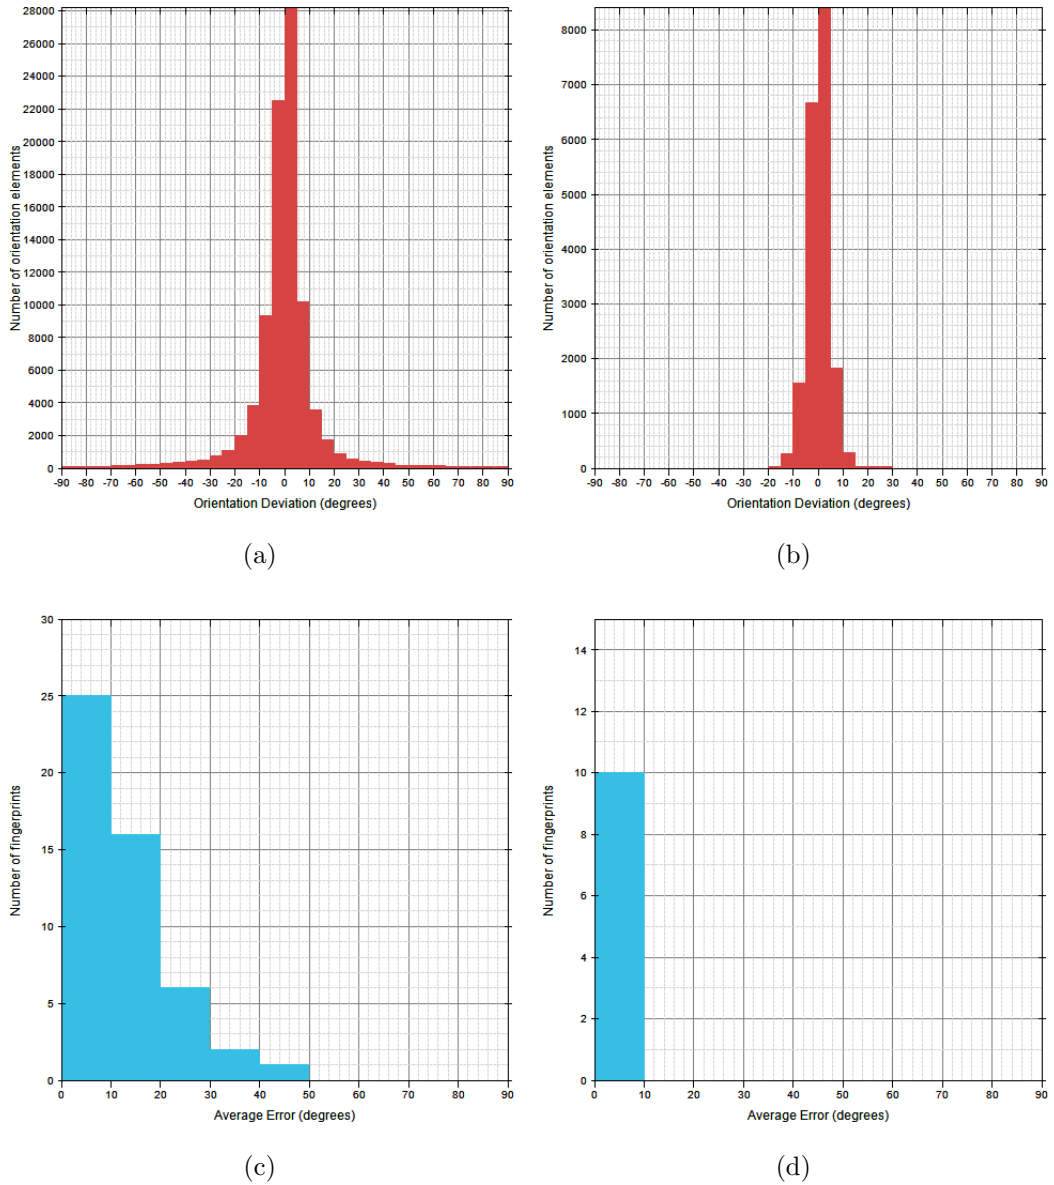 28000
26000
24000
22000
20000
18000
16000
14000
12000
10000
8000
6000
4000
2000
0
Number of orientation elements
-90 -80 -70 -60 -50 -40 -30 -20 -10 0 10 20 30 40 50 60 70 80 90
Orientation Deviation (degrees)
(a)
8000
7000
6000
5000
4000
3000
2000
1000
0
Number of orientation elements
-90 -80 -70 -60 -50 -40 -30 -20 -10 0 10 20 30 40 50 60 70 80 90
Orientation Deviation (degrees)
(b)
30
25
20
15
10
5
0
Number of fingerprints
0 10 20 30 40 50 60 70 80 90
Average Error (degrees)
(c)
14
12
10
8
6
4
2
0
Number of fingerprints
0 10 20 30 40 50 60 70 80 90
Average Error (degrees)
(d)